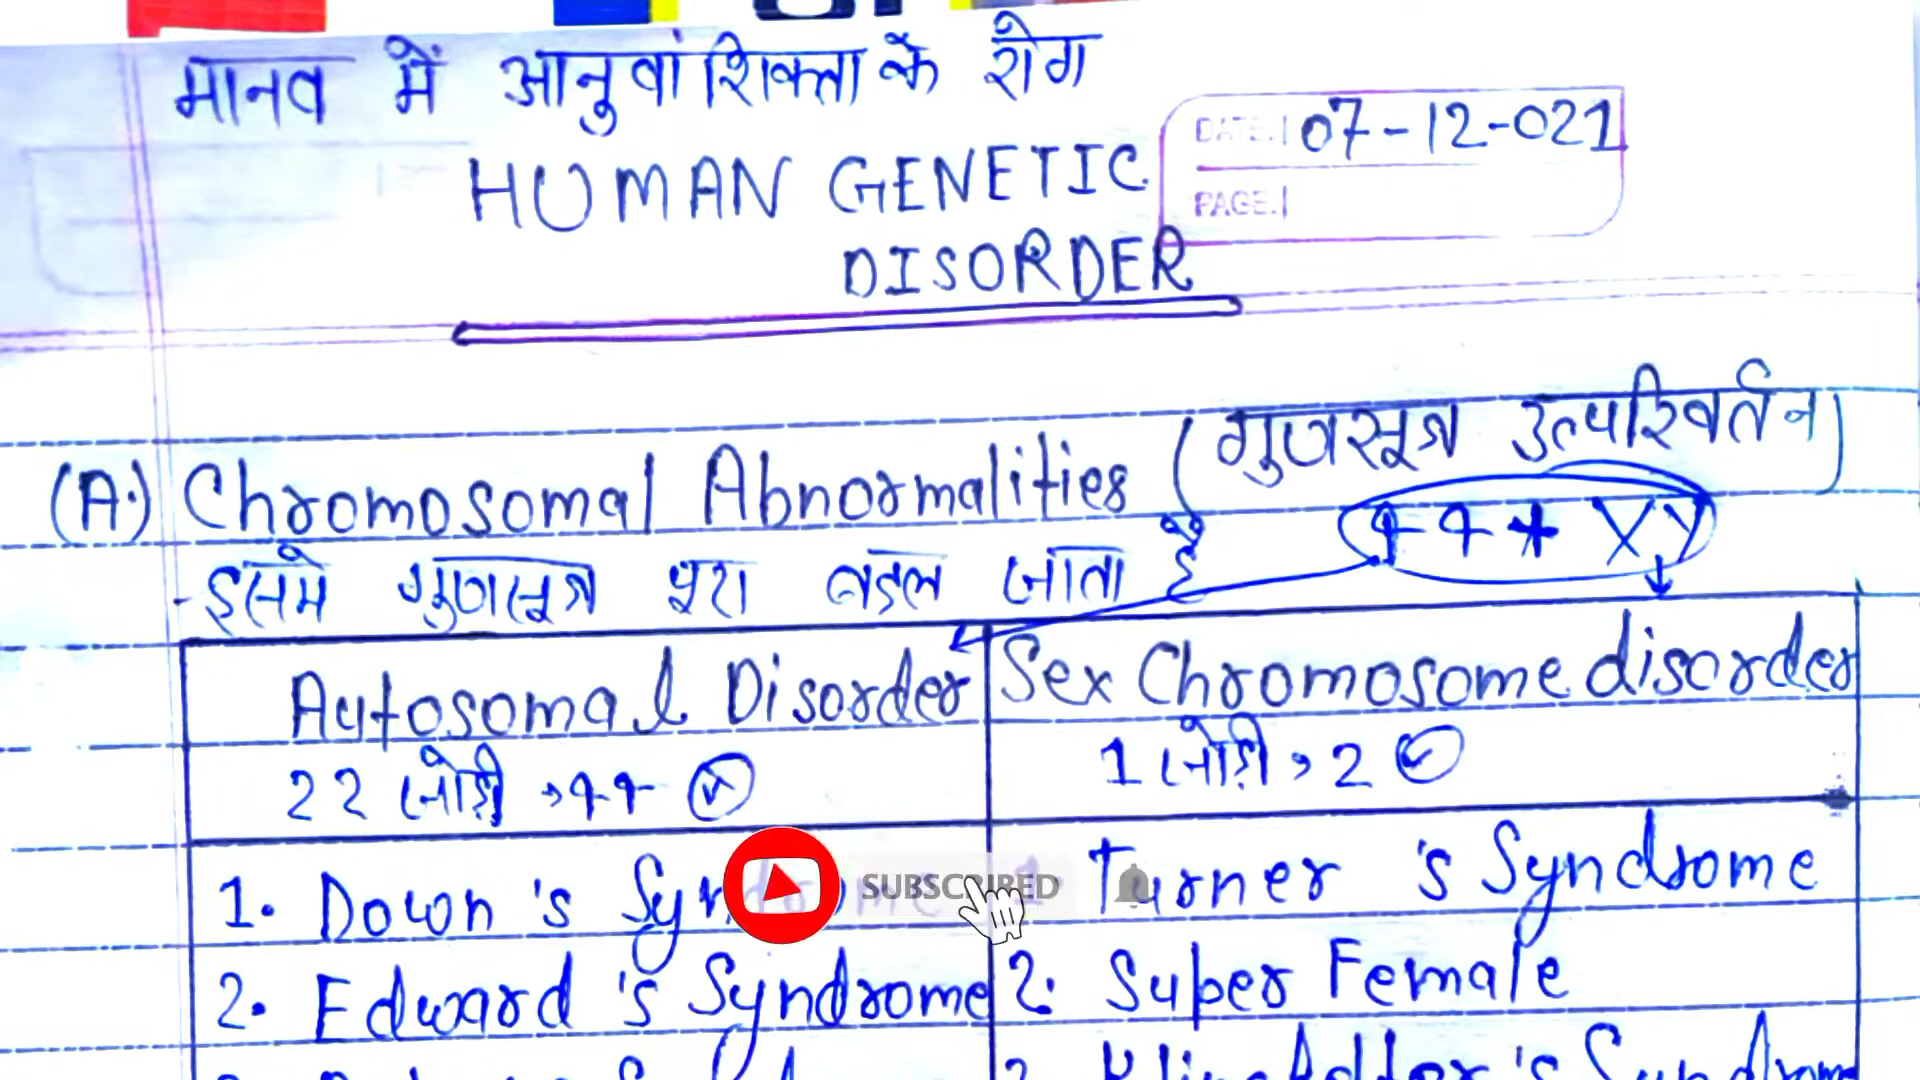 मानव में आनुवांशिक्ता के रोग
DATE.| 07-12-021
HUMAN GENETIC
PAGE.|
DISORDER
(A.) Chromosomal Abnormalities (गुणसूत्र उत्परिवर्तन)
-इसमे गुणसूत्र पूरा बदल जाता है
44+XY
Autosomal Disorder
Sex Chromosome disorder
22 जोड़ी → 44
1 जोड़ी → 2
1. Down's Syndrome
SUBSCRIBED
1. Turner's Syndrome
2. Edward's Syndrome
2. Super Female